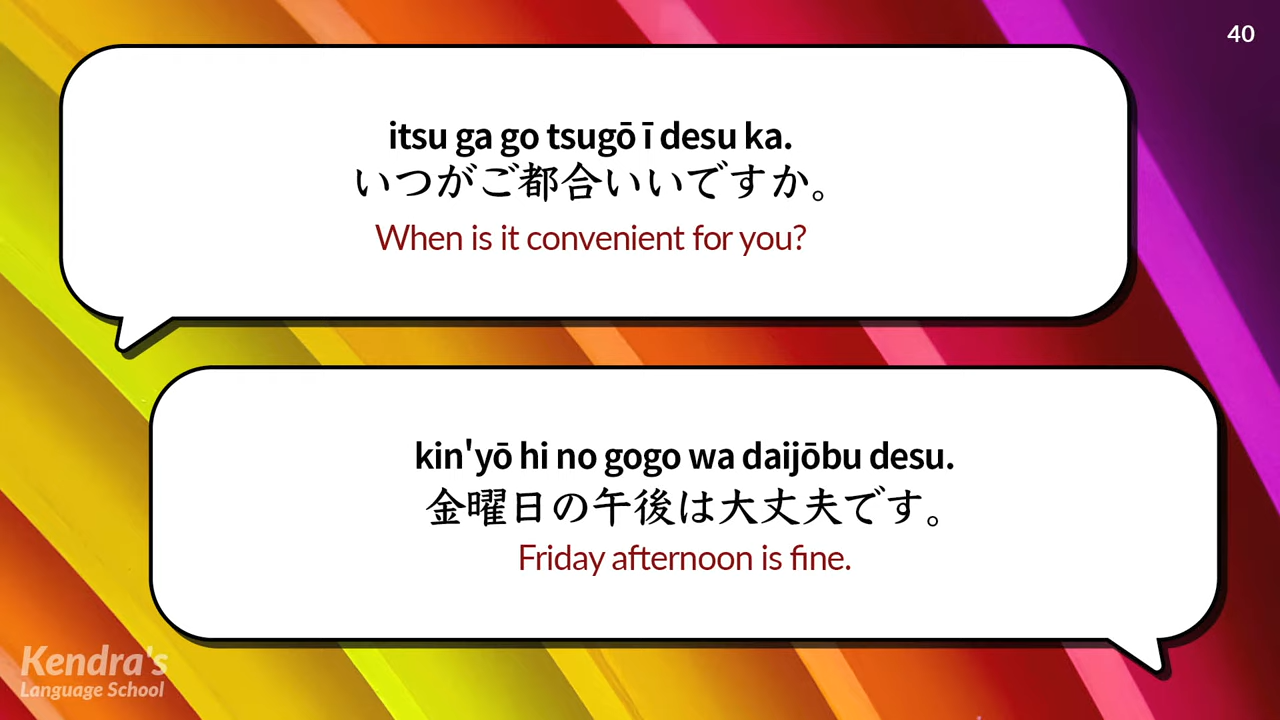 40
itsu ga go tsugō ī desu ka.
いつがご都合いいですか。
When is it convenient for you?
kin'yō hi no gogo wa daijōbu desu.
金曜日の午後は大丈夫です。
Friday afternoon is fine.
Kendra's
Language School